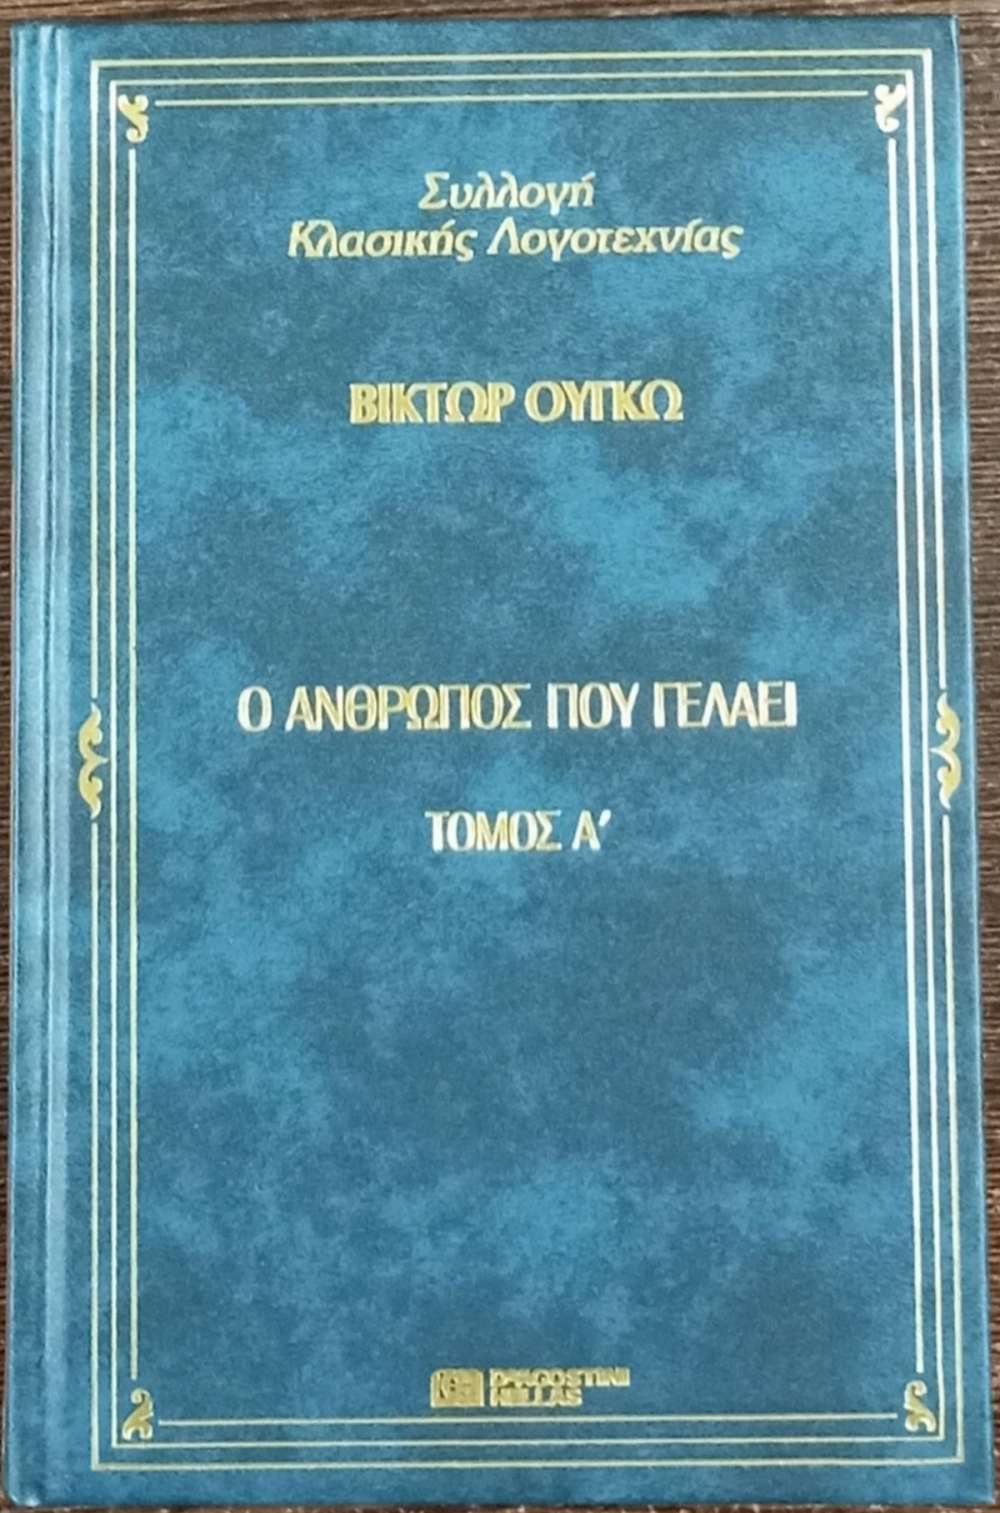 Συλλογή
Κλασικής Λογοτεχνίας
ΒΙΚΤΩΡ ΟΥΓΚΩ
Ο ΑΝΘΡΩΠΟΣ ΠΟΥ ΓΕΛΑΕΙ
ΤΟΜΟΣ Α'
DeAGOSTINI
HELLAS